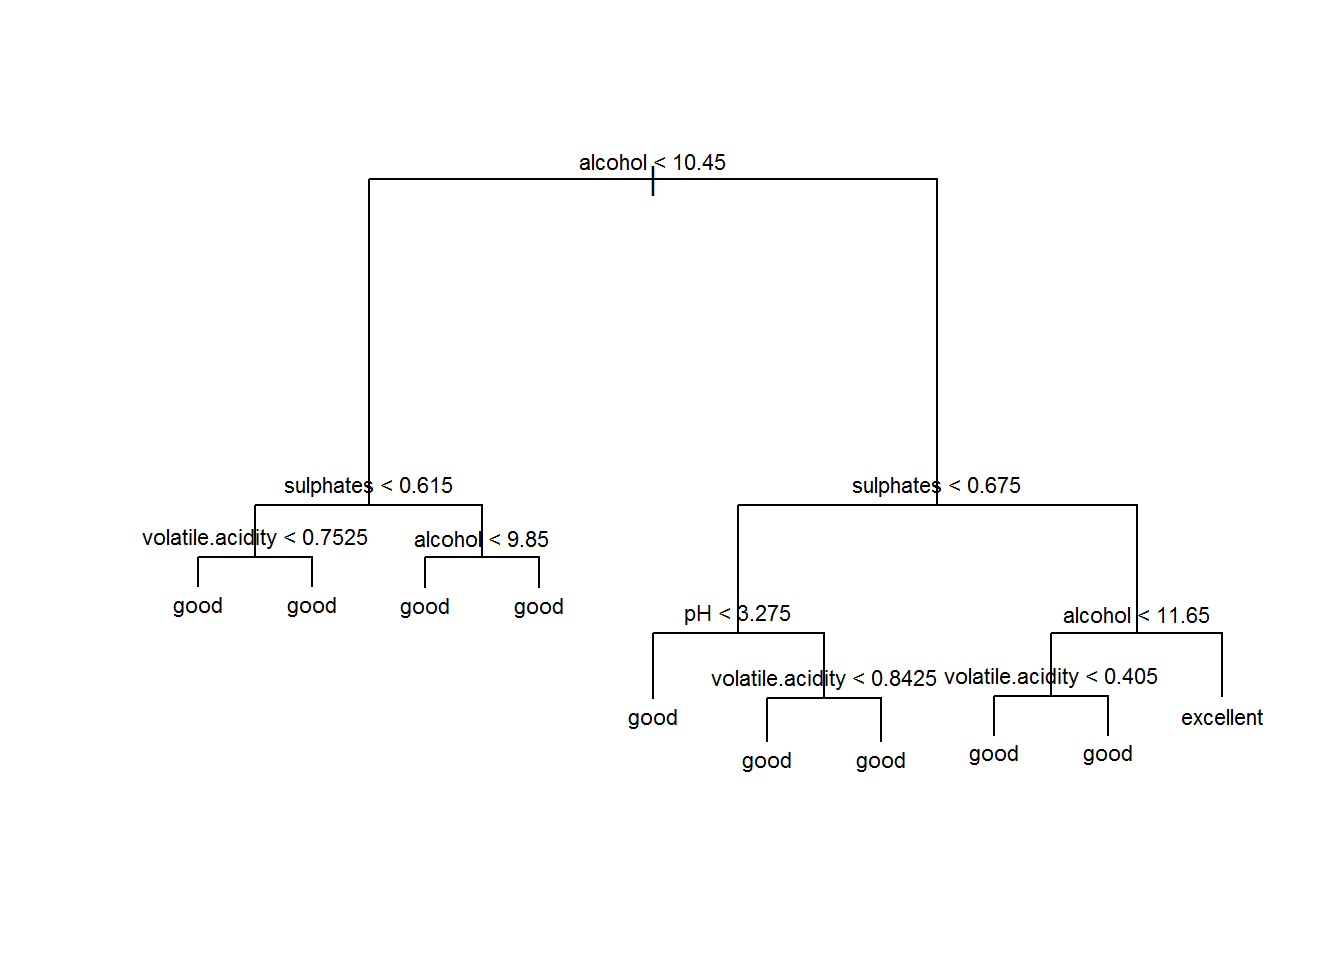 alcohol < 10.45
sulphates < 0.615
sulphates < 0.675
volatile.acidity < 0.7525
alcohol < 9.85
good
good
good
good
pH < 3.275
alcohol < 11.65
volatile.acidity < 0.8425
volatile.acidity < 0.405
good
excellent
good
good
good
good